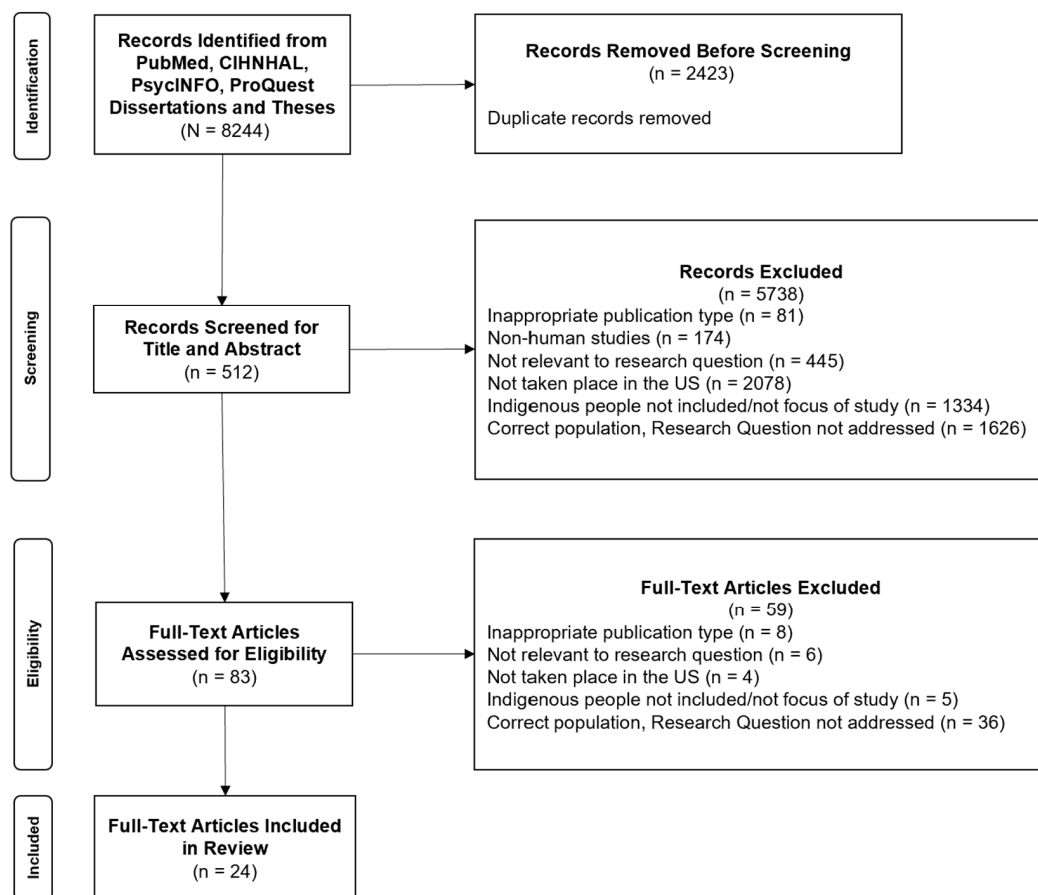 Identification
Records Identified from
PubMed, CIHNHAL,
PsycINFO, ProQuest
Dissertations and Theses
(N = 8244)
Records Removed Before Screening
(n = 2423)
Duplicate records removed
Screening
Records Screened for
Title and Abstract
(n = 512)
Records Excluded
(n = 5738)
Inappropriate publication type (n = 81)
Non-human studies (n = 174)
Not relevant to research question (n = 445)
Not taken place in the US (n = 2078)
Indigenous people not included/not focus of study (n = 1334)
Correct population, Research Question not addressed (n = 1626)
Eligibility
Full-Text Articles
Assessed for Eligibility
(n = 83)
Full-Text Articles Excluded
(n = 59)
Inappropriate publication type (n = 8)
Not relevant to research question (n = 6)
Not taken place in the US (n = 4)
Indigenous people not included/not focus of study (n = 5)
Correct population, Research Question not addressed (n = 36)
Included
Full-Text Articles Included
in Review
(n = 24)